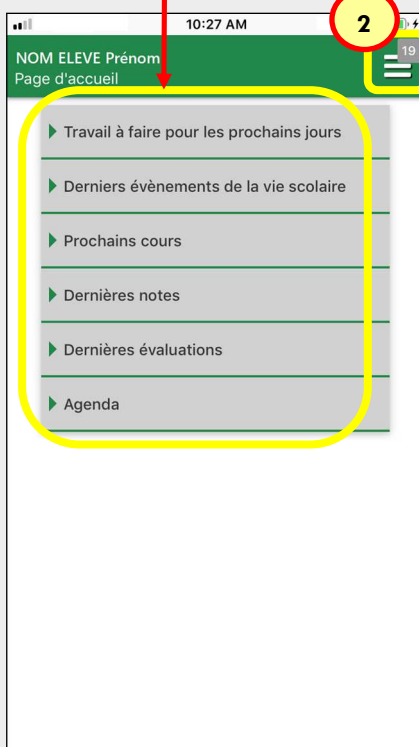 10:27 AM
2
NOM ELEVE Prénom
19
Page d'accueil
Travail à faire pour les prochains jours
Derniers évènements de la vie scolaire
Prochains cours
Dernières notes
Dernières évaluations
Agenda